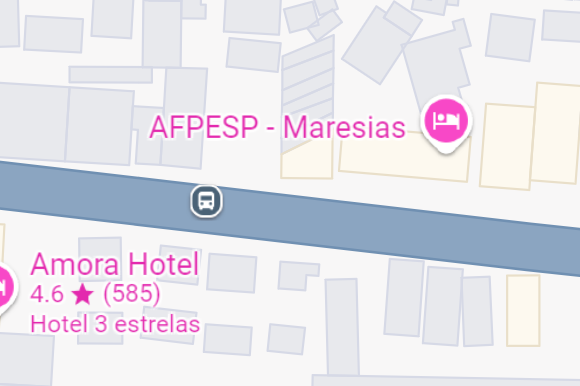 AFPESP - Maresias
Amora Hotel
4.6 ★ (585)
Hotel 3 estrelas